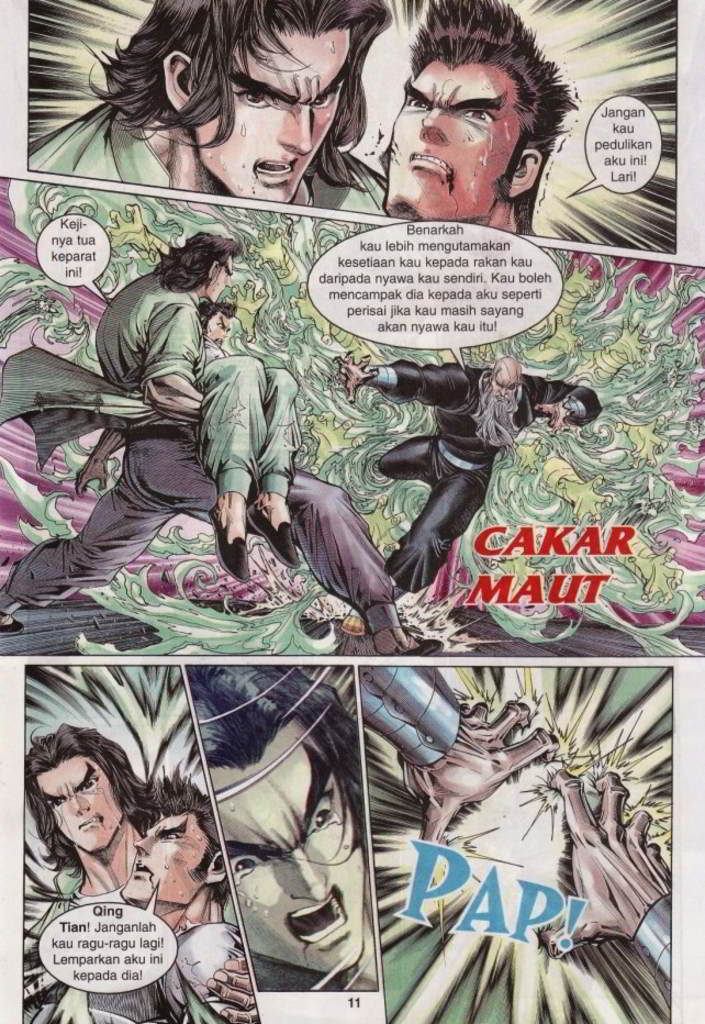 Jangan
kau
pedulikan
aku ini!
Lari!
Keji-
nya tua
keparat
ini!
Benarkah
kau lebih mengutamakan
kesetiaan kau kepada rakan kau
daripada nyawa kau sendiri. Kau boleh
mencampak dia kepada aku seperti
perisai jika kau masih sayang
akan nyawa kau itu!
CAKAR
MAUT
Qing
Tian! Janganlah
kau ragu-ragu lagi!
Lemparkan aku ini
kepada dia!
PAP!
11